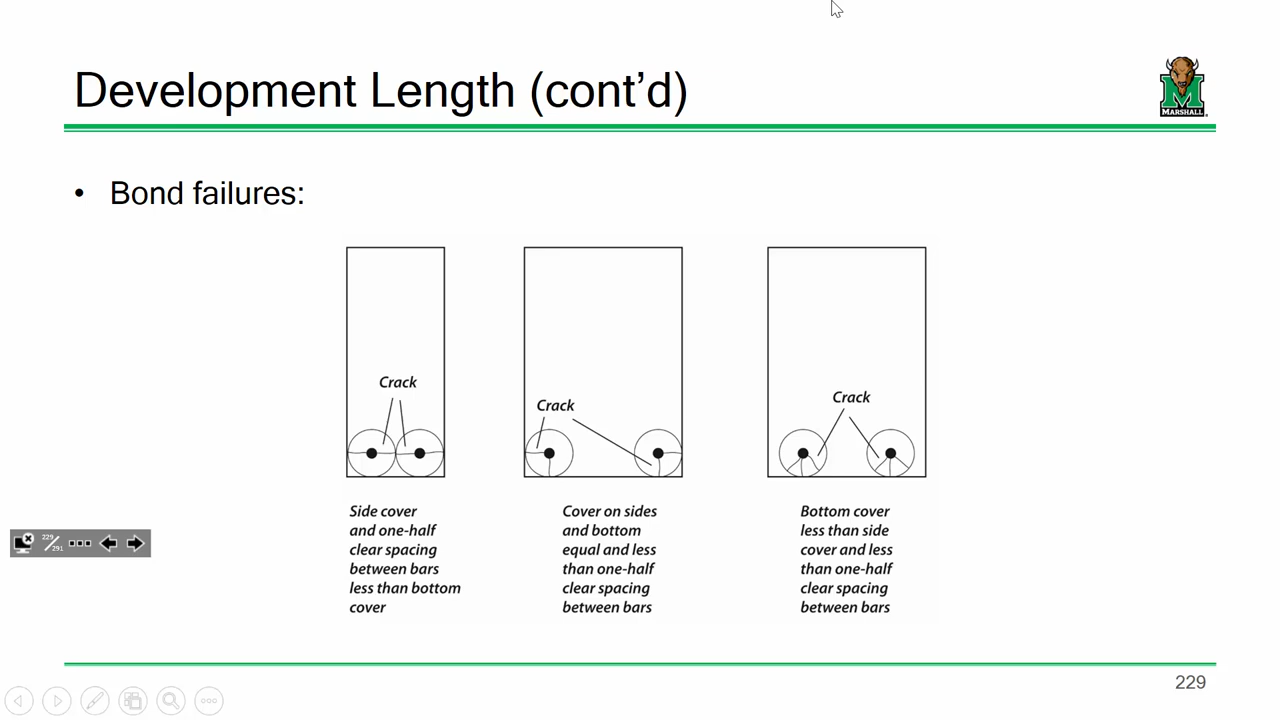 Development Length (cont’d)
MARSHALL
• Bond failures:
Crack
Crack
Crack
Side cover
and one-half
clear spacing
between bars
less than bottom
cover
Cover on sides
and bottom
equal and less
than one-half
clear spacing
between bars
Bottom cover
less than side
cover and less
than one-half
clear spacing
between bars
229/291
229